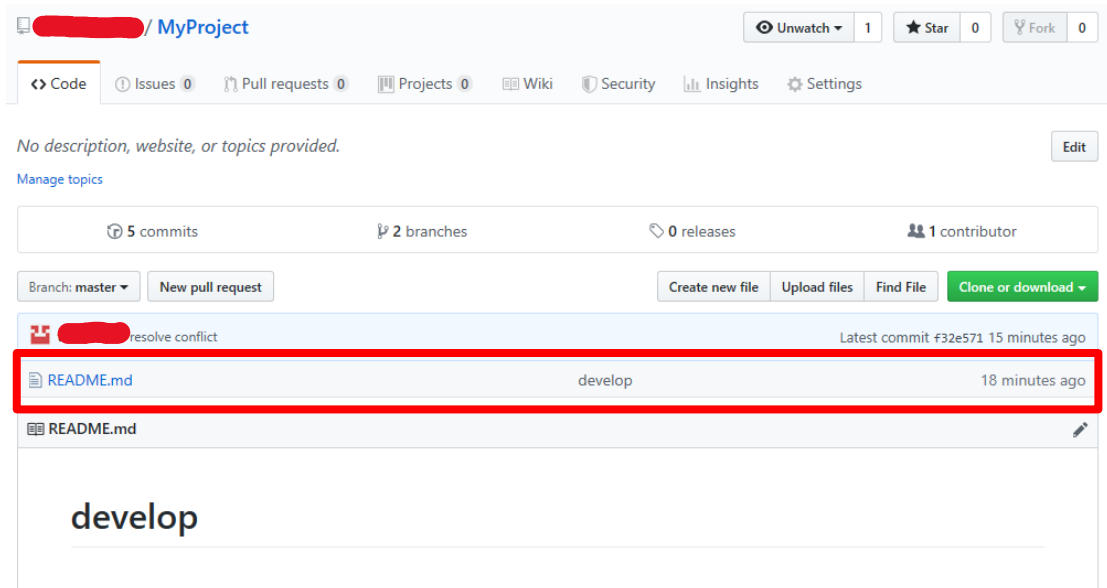 / MyProject Unwatch 1 Star 0 Fork 0
Code Issues 0 Pull requests 0 Projects 0 Wiki Security Insights Settings
No description, website, or topics provided. Edit
Manage topics
5 commits 2 branches 0 releases 1 contributor
Branch: master New pull request Create new file Upload files Find File Clone or download
resolve conflict Latest commit f32e571 15 minutes ago
README.md develop 18 minutes ago
README.md
develop